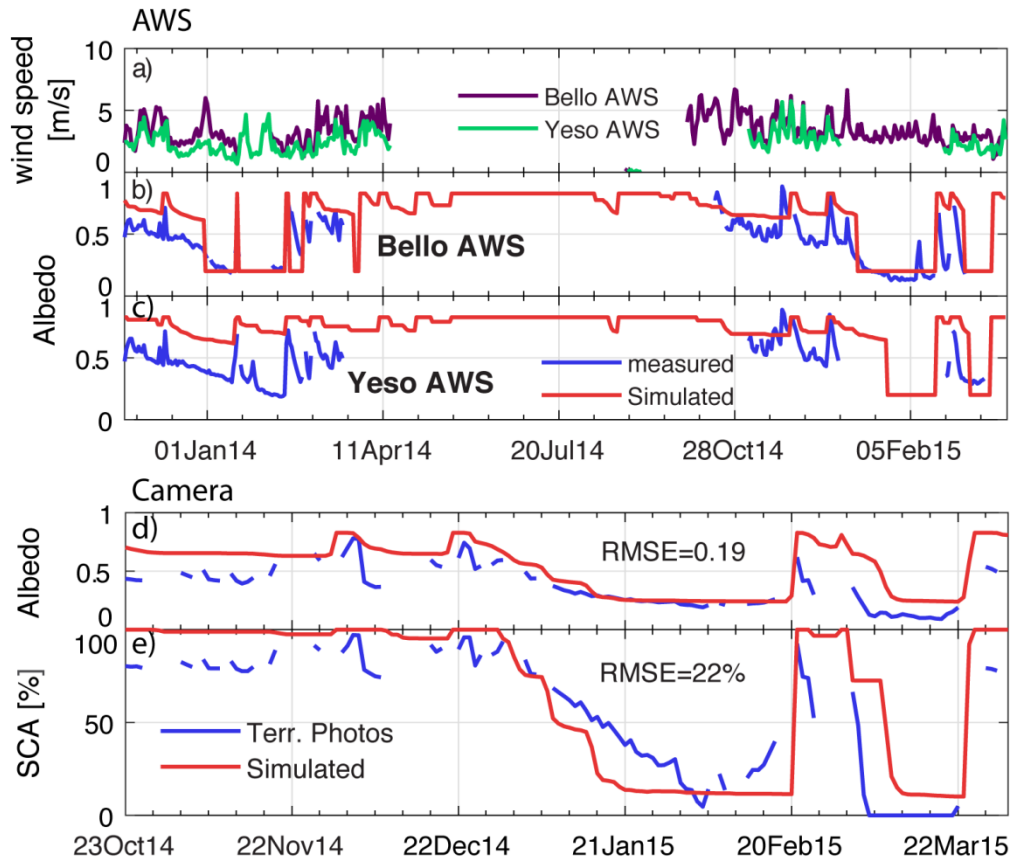 AWS
wind speed
[m/s]
10
5
0
a)
Bello AWS
Yeso AWS
Albedo
1
0.5
0
b)
Bello AWS
1
0.5
0
c)
Yeso AWS
measured
Simulated
01Jan14 11Apr14 20Jul14 28Oct14 05Feb15
Camera
Albedo
1
0.5
0
d)
RMSE=0.19
SCA [%]
100
50
0
e)
RMSE=22%
Terr. Photos
Simulated
23Oct14 22Nov14 22Dec14 21Jan15 20Feb15 22Mar15